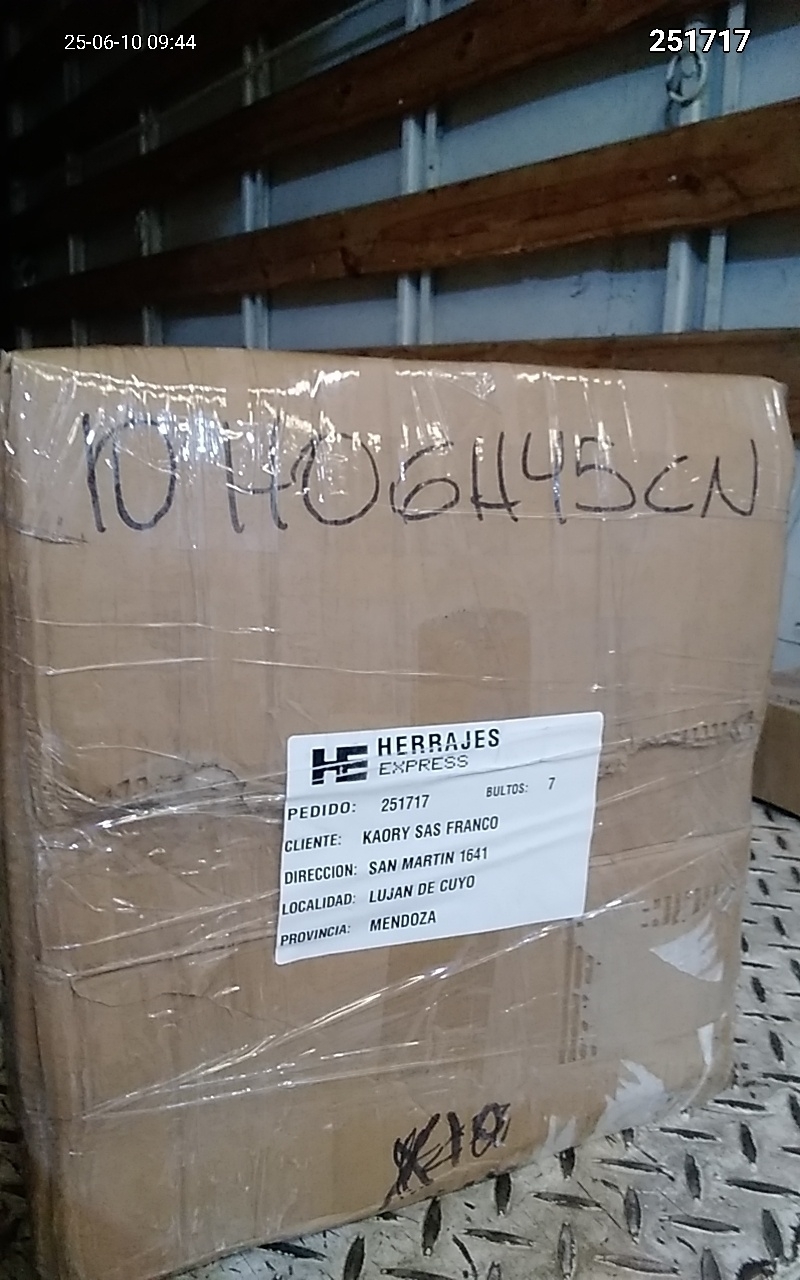 25-06-10 09:44
251717
10 H06H45CN
HE HERRAJES
EXPRESS
PEDIDO: 251717 BULTOS: 7
CLIENTE: KAORY SAS FRANCO
DIRECCION: SAN MARTIN 1641
LOCALIDAD: LUJAN DE CUYO
PROVINCIA: MENDOZA